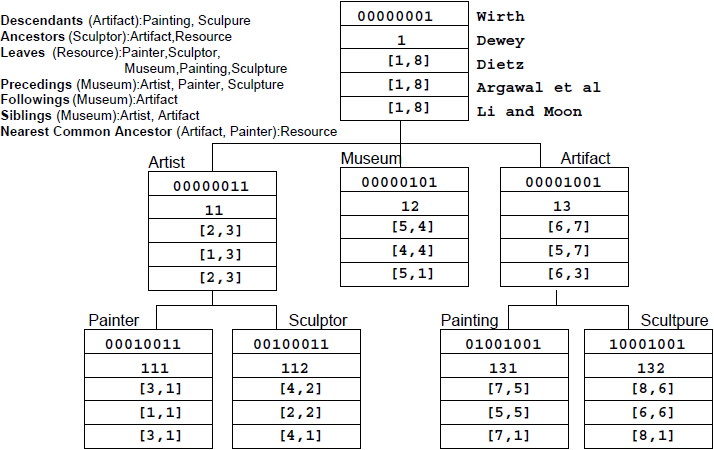 Descendants (Artifact):Painting, Sculpure
Ancestors (Sculptor):Artifact,Resource
Leaves (Resource):Painter,Sculptor,
Museum,Painting,Sculpture
Precedings (Museum):Artist, Painter, Sculpture
Followings (Museum):Artifact
Siblings (Museum):Artist, Artifact
Nearest Common Ancestor (Artifact, Painter):Resource
00000001 Wirth
1 Dewey
[1,8] Dietz
[1,8] Argawal et al
[1,8] Li and Moon
Artist
00000011
11
[2,3]
[1,3]
[2,3]
Museum
00000101
12
[5,4]
[4,4]
[5,1]
Artifact
00001001
13
[6,7]
[5,7]
[6,3]
Painter
00010011
111
[3,1]
[1,1]
[3,1]
Sculptor
00100011
112
[4,2]
[2,2]
[4,1]
Painting
01001001
131
[7,5]
[5,5]
[7,1]
Scultpure
10001001
132
[8,6]
[6,6]
[8,1]